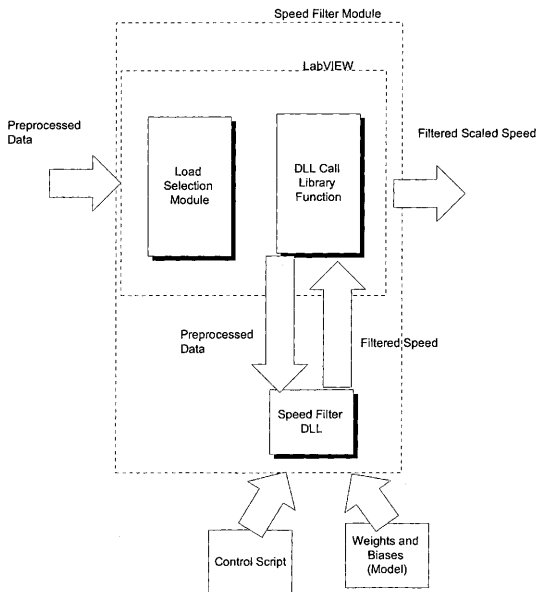 Speed Filter Module
LabVIEW
Preprocessed
Data
Load
Selection
Module
DLL Call
Library
Function
Filtered Scaled Speed
Preprocessed
Data
Filtered Speed
Speed Filter
DLL
Control Script
Weights and
Biases
(Model)